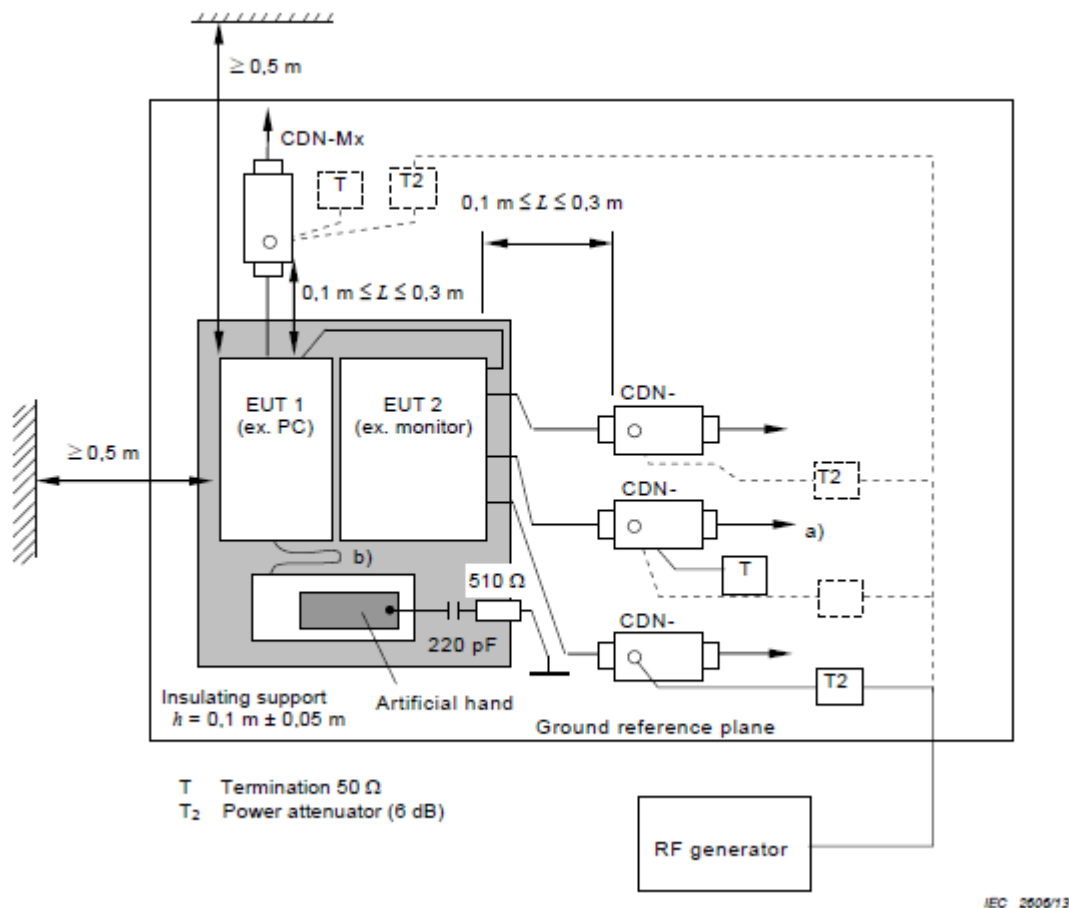 ≥ 0,5 m
CDN-Mx
T
T2
0,1 m ≤ L ≤ 0,3 m
0,1 m ≤ L ≤ 0,3 m
EUT 1
(ex. PC)
EUT 2
(ex. monitor)
CDN-
≥ 0,5 m
T2
CDN-
a)
b)
T
510 Ω
220 pF
CDN-
T2
Insulating support
h = 0,1 m ± 0,05 m
Artificial hand
Ground reference plane
T Termination 50 Ω
T₂ Power attenuator (6 dB)
RF generator
IEC 2606/13